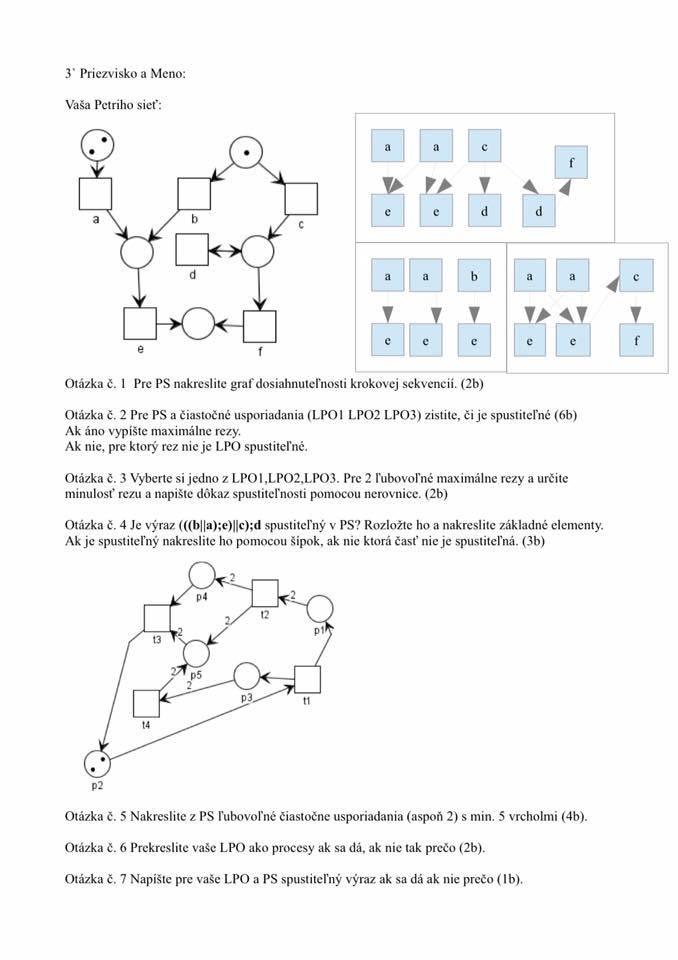 3` Priezvisko a Meno:
Vaša Petriho sieť:
a
b
c
d
e
f
a a c
f
e e d d
a a b
e e e
a a c
e e f
Otázka č. 1 Pre PS nakreslite graf dosiahnuteľnosti krokovej sekvencií. (2b)
Otázka č. 2 Pre PS a čiastočné usporiadania (LPO1 LPO2 LPO3) zistite, či je spustiteľné (6b)
Ak áno vypíšte maximálne rezy.
Ak nie, pre ktorý rez nie je LPO spustiteľné.
Otázka č. 3 Vyberte si jedno z LPO1,LPO2,LPO3. Pre 2 ľubovoľné maximálne rezy a určite
minulosť rezu a napište dôkaz spustiteľnosti pomocou nerovnice. (2b)
Otázka č. 4 Je výraz (((b||a);e)||c);d spustiteľný v PS? Rozložte ho a nakreslite základné elementy.
Ak je spustiteľný nakreslite ho pomocou šípok, ak nie ktorá časť nie je spustiteľná. (3b)
2
p4
2
t2
p1
t3
2
2
p5
2
2
p3
t1
t4
p2
Otázka č. 5 Nakreslite z PS ľubovoľné čiastočne usporiadania (aspoň 2) s min. 5 vrcholmi (4b).
Otázka č. 6 Prekreslite vaše LPO ako procesy ak sa dá, ak nie tak prečo (2b).
Otázka č. 7 Napíšte pre vaše LPO a PS spustiteľný výraz ak sa dá ak nie prečo (1b).